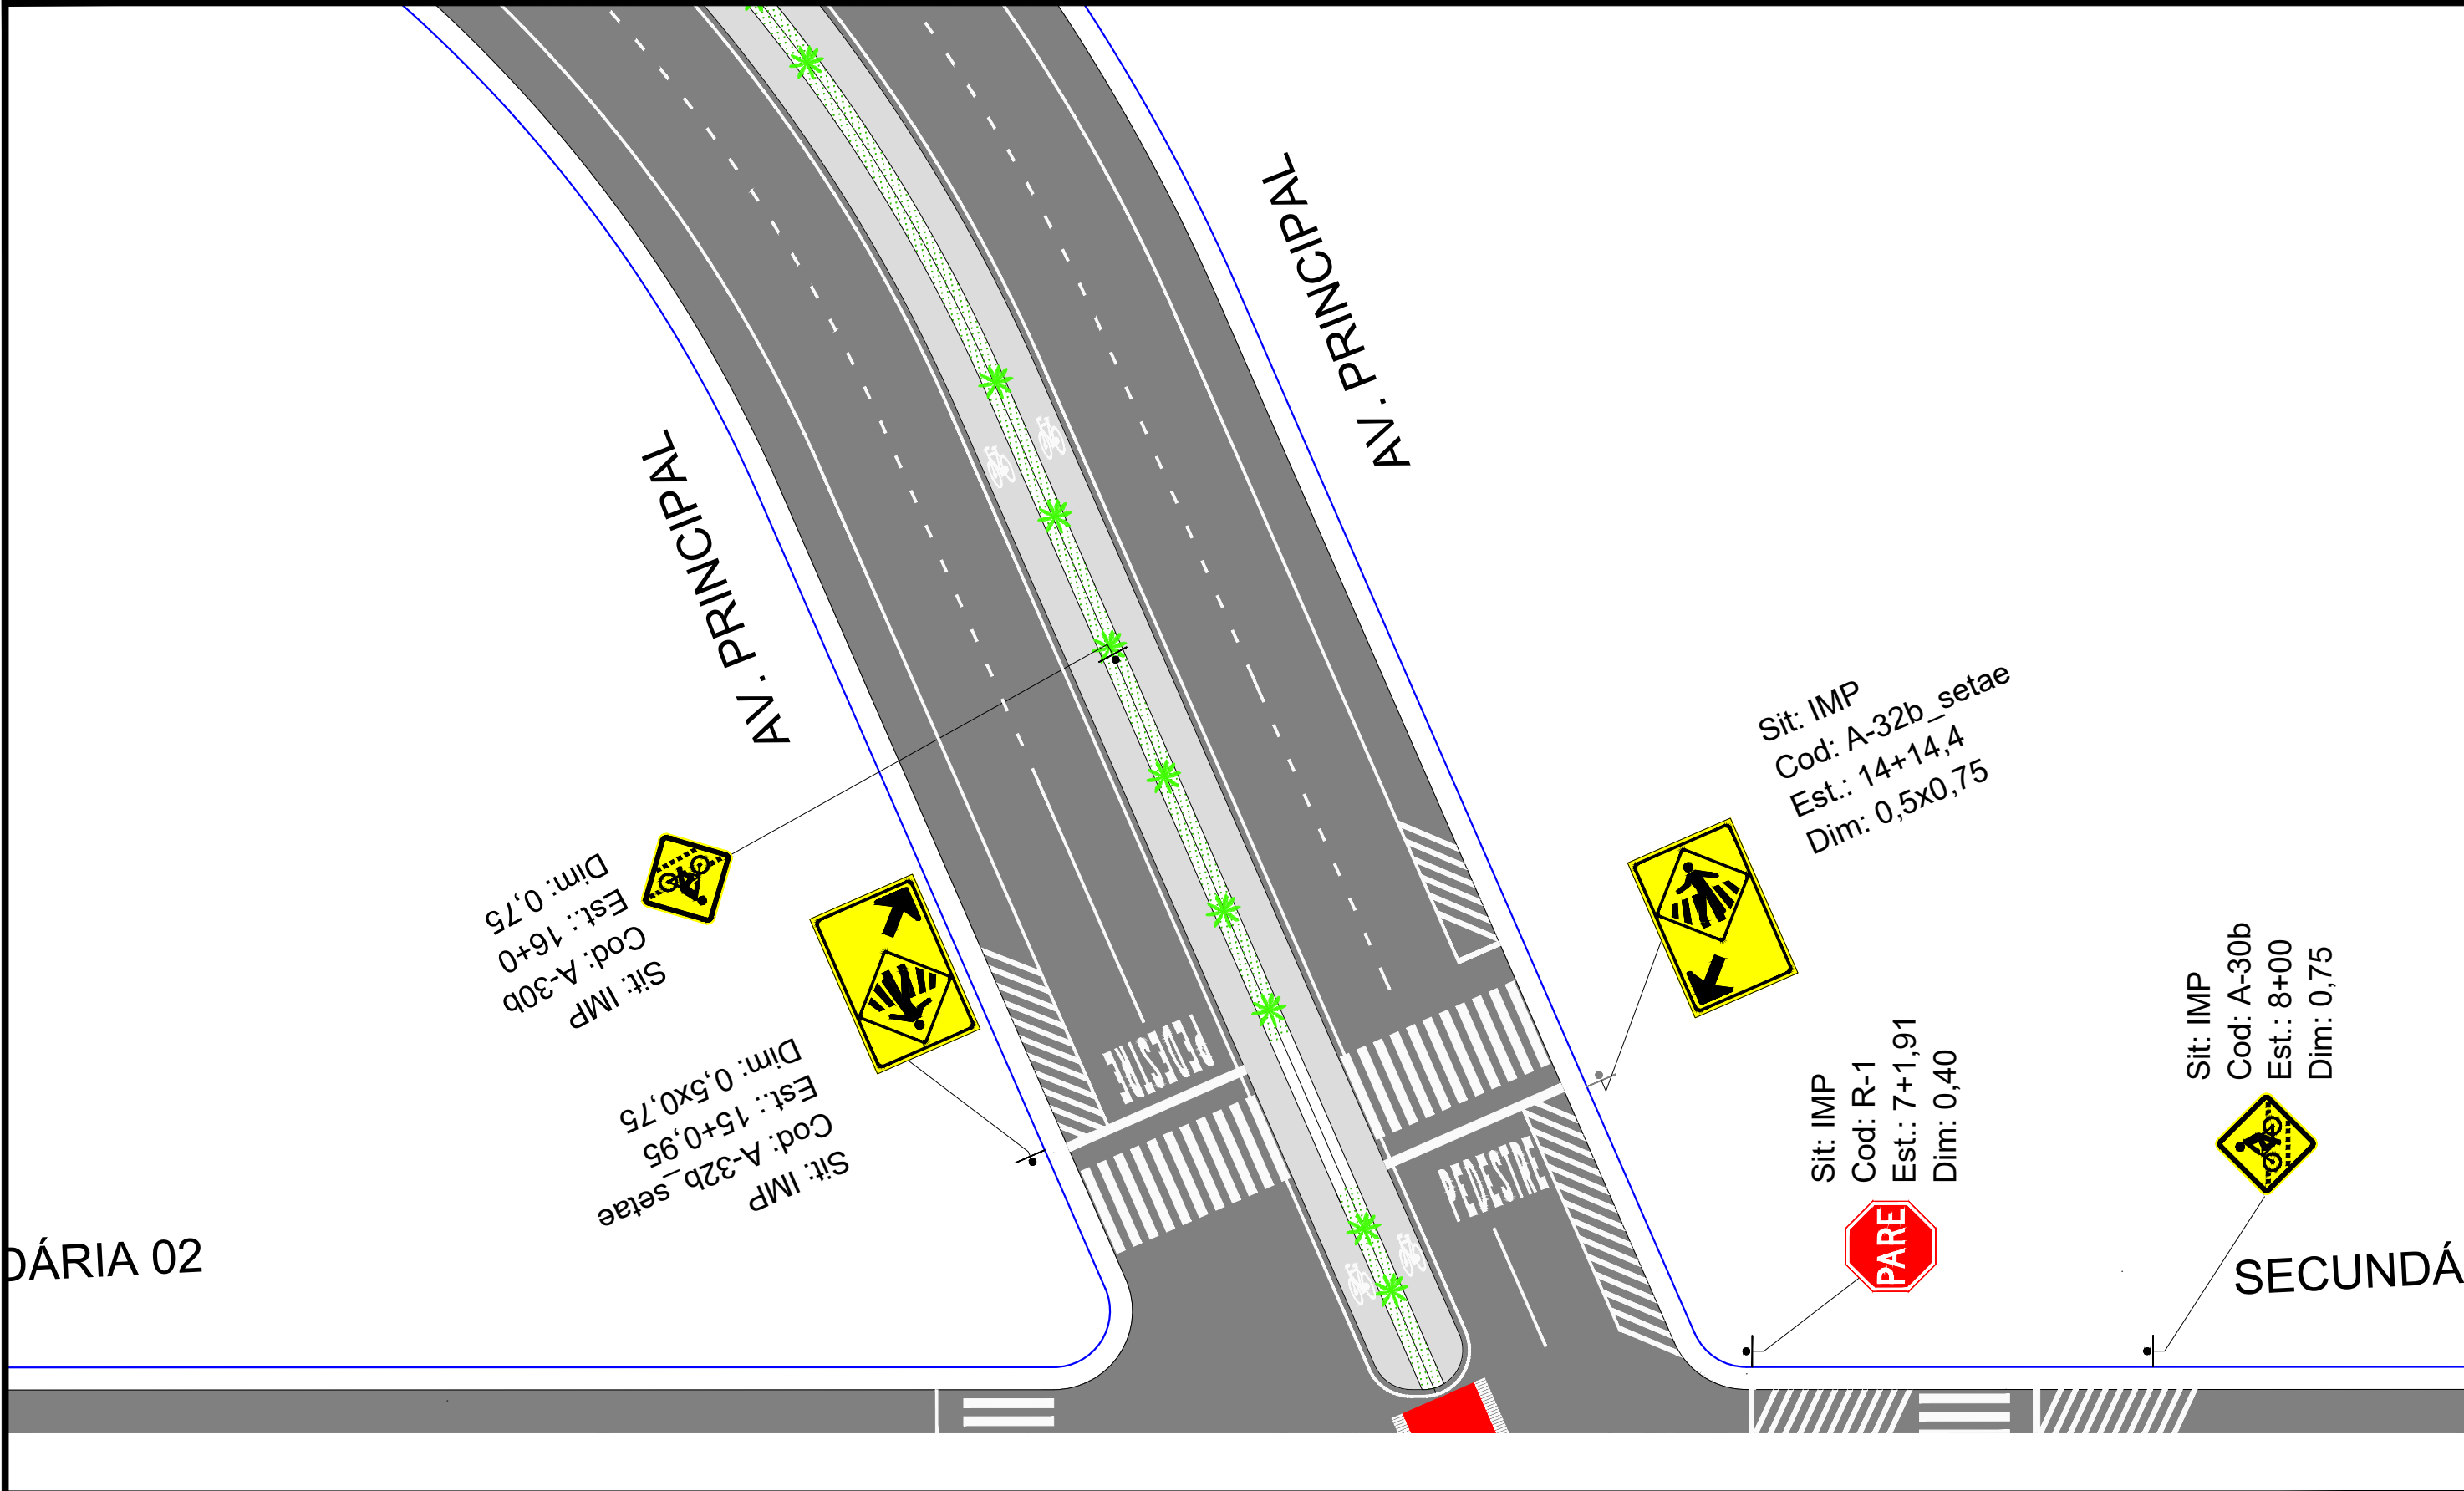 AV. PRINCIPAL
AV. PRINCIPAL
Sit: IMP
Cod: A-32b_setae
Est.: 14+14,4
Dim: 0,5x0,75
Sit: IMP
Cod: A-30b
Est.: 16+0
Dim: 0,75
Sit: IMP
Cod: A-32b_setae
Est.: 15+0,95
Dim: 0,5x0,75
PEDESTRE
PEDESTRE
Sit: IMP
Cod: R-1
Est.: 7+1,91
Dim: 0,40
PARE
Sit: IMP
Cod: A-30b
Est.: 8+00
Dim: 0,75
DÁRIA 02
SECUNDÁ